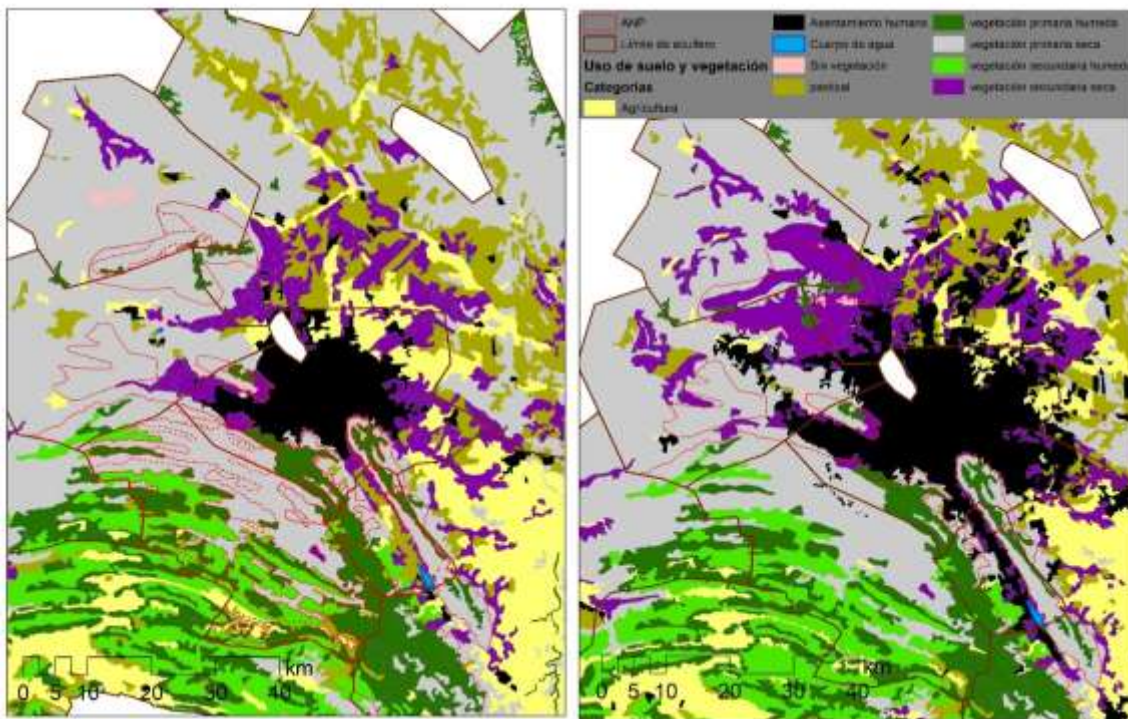 ANP
Límite de acuífero
Uso de suelo y vegetación
Categorías
Agricultura
Asentamiento humano
Cuerpo de agua
Sin vegetación
pastizal
vegetación primaria humeda
vegetación primaria seca
vegetación secundaria humeda
vegetación secundaria seca
km
0 5 10 20 30 40
km
0 5 10 20 30 40